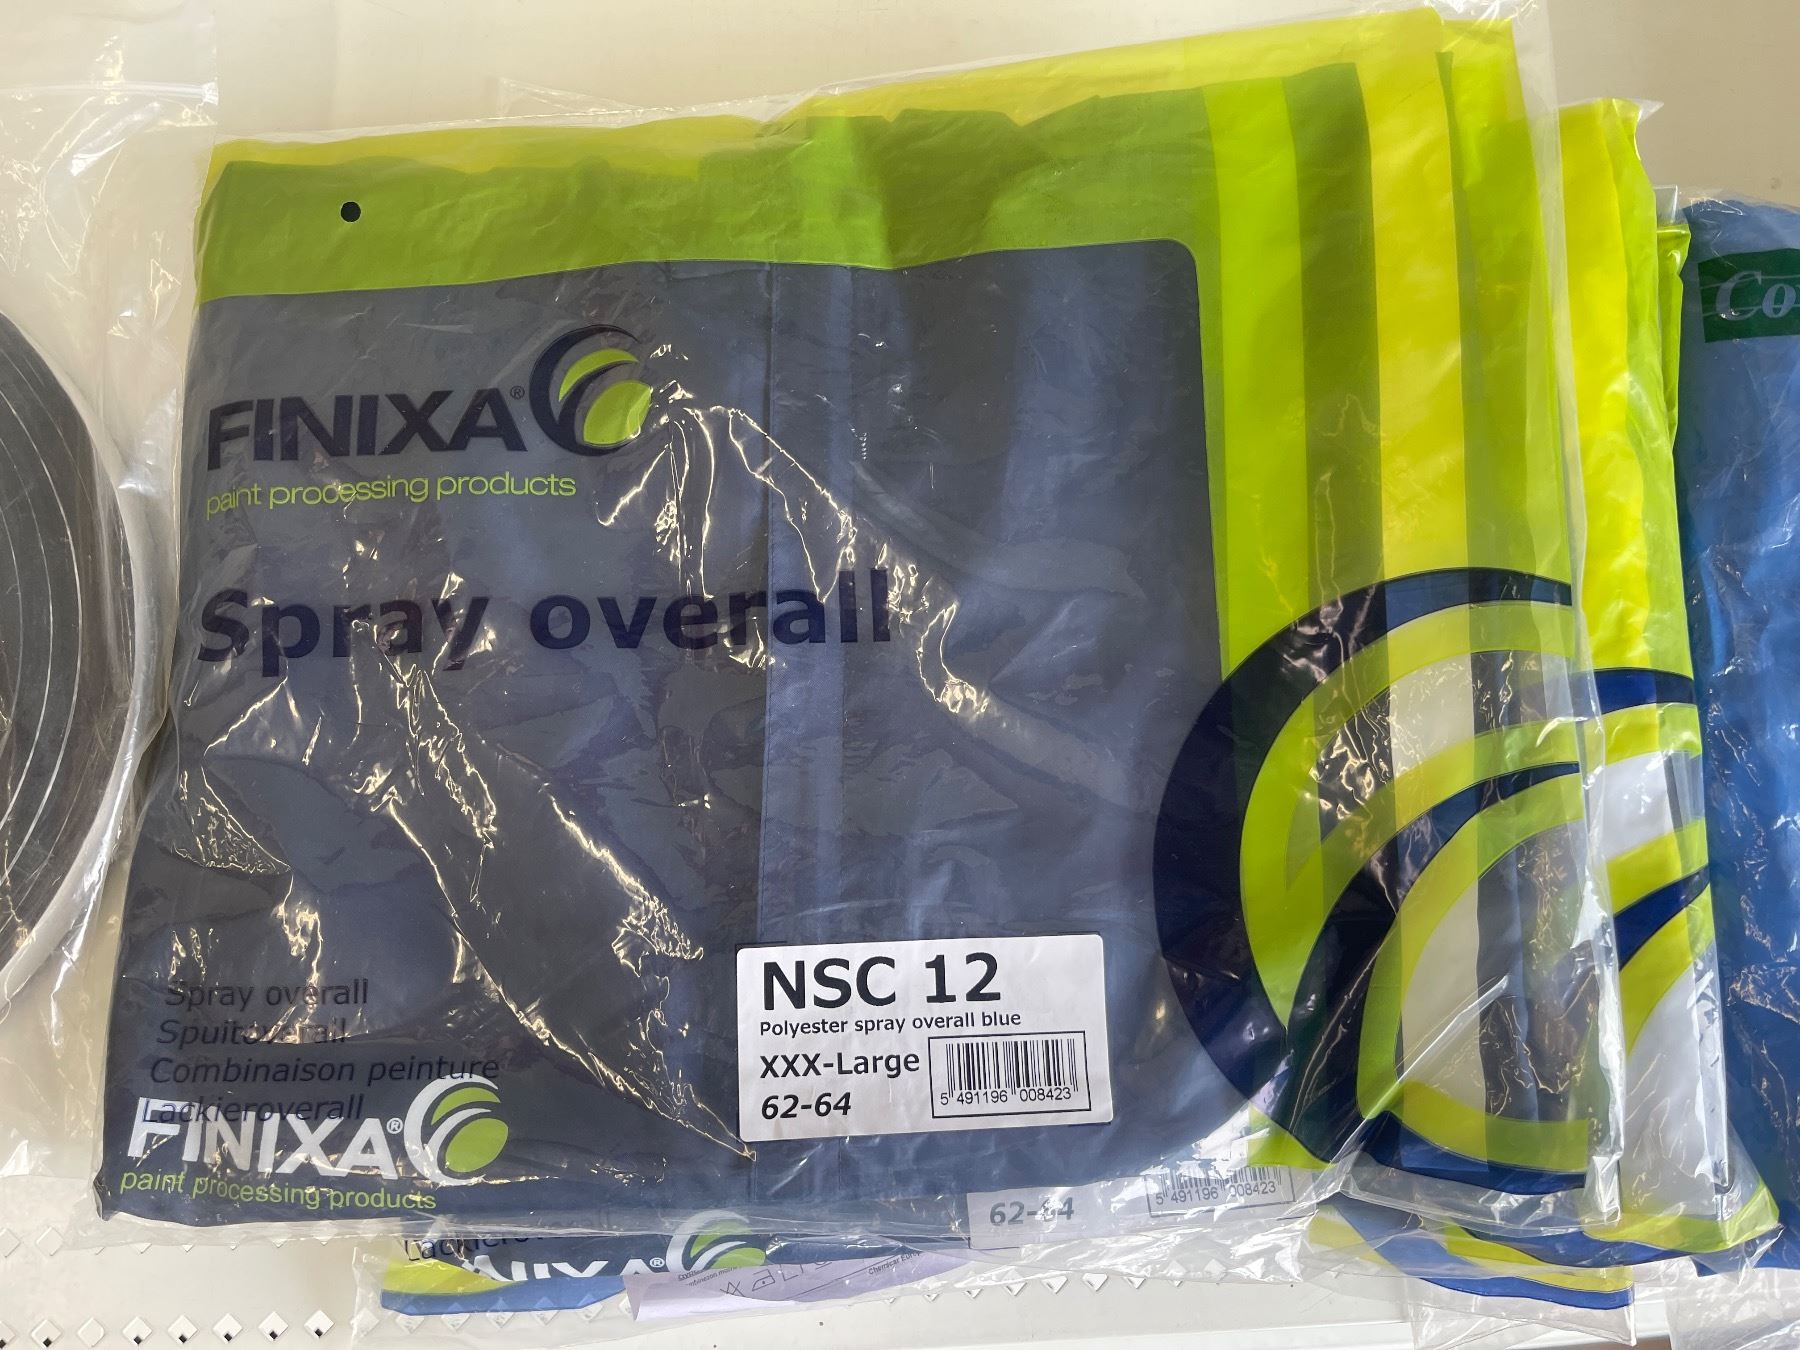 FINIXA®
paint processing products
Spray overall
NSC 12
Polyester spray overall blue
XXX-Large
62-64
5 491196 008423
Spray overall
Spuitoverall
Combinaison peinture
Lackieroverall
FINIXA®
paint processing products
62-64
5 491196 008423
Co